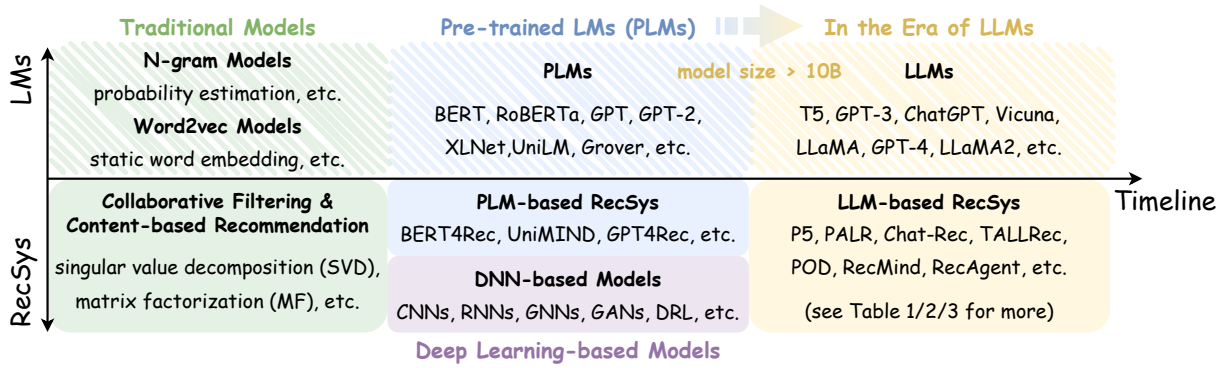 Traditional Models
Pre-trained LMs (PLMs)
In the Era of LLMs
model size > 10B
LMs
N-gram Models
probability estimation, etc.
Word2vec Models
static word embedding, etc.
PLMs
BERT, RoBERTa, GPT, GPT-2,
XLNet,UniLM, Grover, etc.
LLMs
T5, GPT-3, ChatGPT, Vicuna,
LLaMA, GPT-4, LLaMA2, etc.
Timeline
RecSys
Collaborative Filtering &
Content-based Recommendation
singular value decomposition (SVD),
matrix factorization (MF), etc.
PLM-based RecSys
BERT4Rec, UniMIND, GPT4Rec, etc.
DNN-based Models
CNNs, RNNs, GNNs, GANs, DRL, etc.
LLM-based RecSys
P5, PALR, Chat-Rec, TALLRec,
POD, RecMind, RecAgent, etc.
(see Table 1/2/3 for more)
Deep Learning-based Models